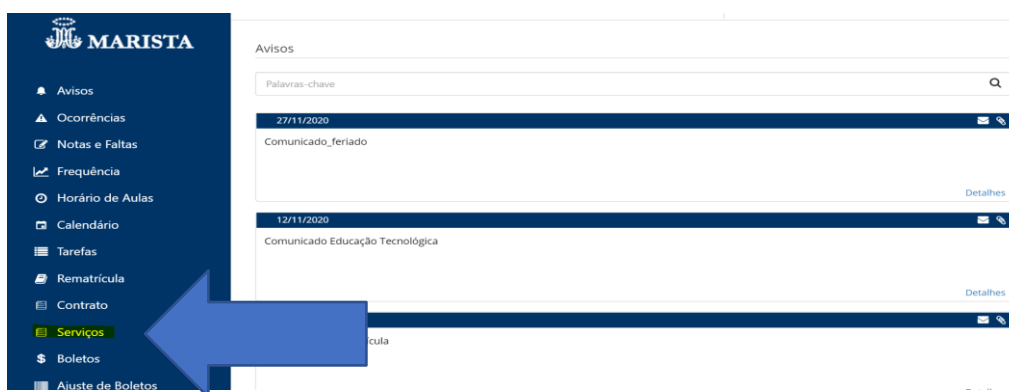 MARISTA
Avisos
Ocorrências
Notas e Faltas
Frequência
Horário de Aulas
Calendário
Tarefas
Rematrícula
Contrato
Serviços
Boletos
Ajuste de Boletos
Avisos
Palavras-chave
27/11/2020
Comunicado_feriado
Detalhes
12/11/2020
Comunicado Educação Tecnológica
Detalhes